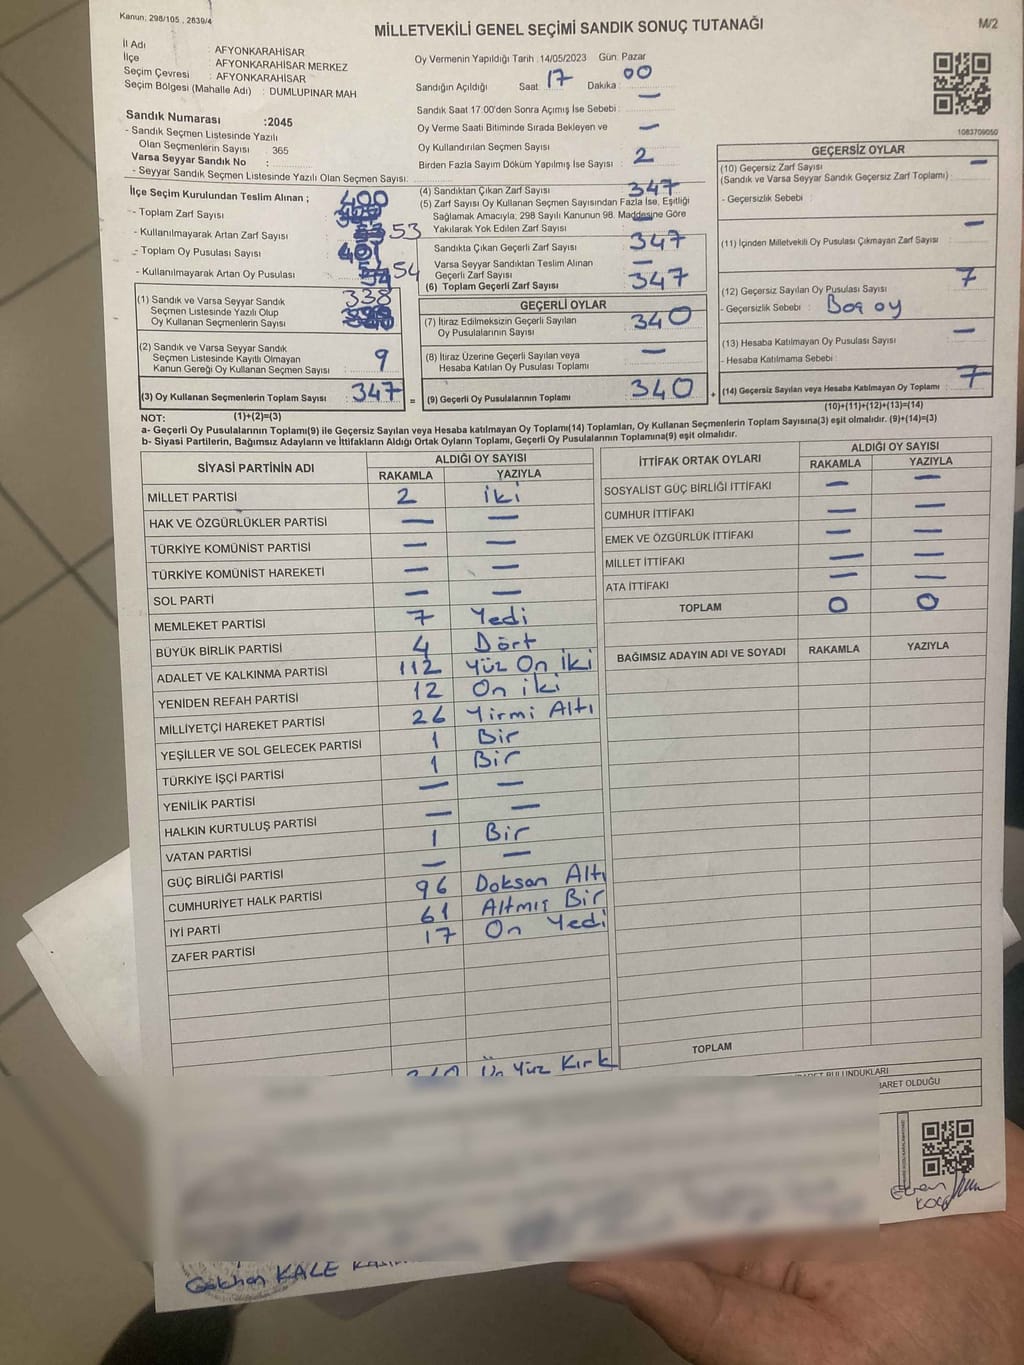 Kanun: 298/105 , 2839/4
MİLLETVEKİLİ GENEL SEÇİMİ SANDIK SONUÇ TUTANAĞI
M/2
İl Adı : AFYONKARAHİSAR
İlçe : AFYONKARAHİSAR MERKEZ
Seçim Çevresi : AFYONKARAHİSAR
Seçim Bölgesi (Mahalle Adı) : DUMLUPINAR MAH
Sandık Numarası :2045
- Sandık Seçmen Listesinde Yazılı
Olan Seçmenlerin Sayısı : 365
Varsa Seyyar Sandık No :
- Seyyar Sandık Seçmen Listesinde Yazılı Olan Seçmen Sayısı:
Oy Vermenin Yapıldığı Tarih :14/05/2023 Gün: Pazar
Sandığın Açıldığı Saat : 17 Dakika : 00
Sandık Saat 17:00'den Sonra Açımış İse Sebebi : —
Oy Verme Saati Bitiminde Sırada Bekleyen ve
Oy Kullandırılan Seçmen Sayısı : —
Birden Fazla Sayım Döküm Yapılmış İse Sayısı : 2
1083709050
İlçe Seçim Kurulundan Teslim Alınan ;
- Toplam Zarf Sayısı : 400
- Kullanılmayarak Artan Zarf Sayısı : 53
- Toplam Oy Pusulası Sayısı : 401
- Kullanılmayarak Artan Oy Pusulası : 54
(1) Sandık ve Varsa Seyyar Sandık
Seçmen Listesinde Yazılı Olup
Oy Kullanan Seçmenlerin Sayısı : 338
(2) Sandık ve Varsa Seyyar Sandık
Seçmen Listesinde Kayıtlı Olmayan
Kanun Gereği Oy Kullanan Seçmen Sayısı : 9
(3) Oy Kullanan Seçmenlerin Toplam Sayısı : 347
(1)+(2)=(3)
(4) Sandıktan Çıkan Zarf Sayısı : 347
(5) Zarf Sayısı Oy Kullanan Seçmen Sayısından Fazla İse, Eşitliği
Sağlamak Amacıyla, 298 Sayılı Kanunun 98. Maddesine Göre
Yakılarak Yok Edilen Zarf Sayısı : —
Sandıkta Çıkan Geçerli Zarf Sayısı : 347
Varsa Seyyar Sandıktan Teslim Alınan
Geçerli Zarf Sayısı : —
(6) Toplam Geçerli Zarf Sayısı : 347
GEÇERLİ OYLAR
(7) İtiraz Edilmeksizin Geçerli Sayılan
Oy Pusulalarının Sayısı : 340
(8) İtiraz Üzerine Geçerli Sayılan veya
Hesaba Katılan Oy Pusulası Toplamı : —
= (9) Geçerli Oy Pusulalarının Toplamı : 340 +
GEÇERSİZ OYLAR
(10) Geçersiz Zarf Sayısı : —
(Sandık ve Varsa Seyyar Sandık Geçersiz Zarf Toplamı)
- Geçersizlik Sebebi :
(11) İçinden Milletvekili Oy Pusulası Çıkmayan Zarf Sayısı : —
(12) Geçersiz Sayılan Oy Pusulası Sayısı : 7
- Geçersizlik Sebebi : Boş oy
(13) Hesaba Katılmayan Oy Pusulası Sayısı : —
- Hesaba Katılmama Sebebi :
(14) Geçersiz Sayılan veya Hesaba Katılmayan Oy Toplamı : 7
(10)+(11)+(12)+(13)=(14)
NOT:
a- Geçerli Oy Pusulalarının Toplamı(9) ile Geçersiz Sayılan veya Hesaba katılmayan Oy Toplamı(14) Toplamları, Oy Kullanan Seçmenlerin Toplam Sayısına(3) eşit olmalıdır. (9)+(14)=(3)
b- Siyasi Partilerin, Bağımsız Adayların ve İttifakların Aldığı Ortak Oyların Toplamı, Geçerli Oy Pusulalarının Toplamına(9) eşit olmalıdır.
SİYASİ PARTİNİN ADI ALDIĞI OY SAYISI
RAKAMLA YAZIYLA
MİLLET PARTİSİ 2 İki
HAK VE ÖZGÜRLÜKLER PARTİSİ — —
TÜRKİYE KOMÜNİST PARTİSİ — —
TÜRKİYE KOMÜNİST HAREKETİ — —
SOL PARTİ — —
MEMLEKET PARTİSİ 7 Yedi
BÜYÜK BİRLİK PARTİSİ 4 Dört
ADALET VE KALKINMA PARTİSİ 112 Yüz On İki
YENİDEN REFAH PARTİSİ 12 On iki
MİLLİYETÇİ HAREKET PARTİSİ 26 Yirmi Altı
YEŞİLLER VE SOL GELECEK PARTİSİ 1 Bir
TÜRKİYE İŞÇİ PARTİSİ 1 Bir
YENİLİK PARTİSİ — —
HALKIN KURTULUŞ PARTİSİ — —
VATAN PARTİSİ 1 Bir
GÜÇ BİRLİĞİ PARTİSİ — —
CUMHURİYET HALK PARTİSİ 96 Doksan Altı
İYİ PARTİ 61 Altmış Bir
ZAFER PARTİSİ 17 On Yedi
Üç Yüz Kırk
İTTİFAK ORTAK OYLARI ALDIĞI OY SAYISI
RAKAMLA YAZIYLA
SOSYALİST GÜÇ BİRLİĞİ İTTİFAKI — —
CUMHUR İTTİFAKI — —
EMEK VE ÖZGÜRLÜK İTTİFAKI — —
MİLLET İTTİFAKI — —
ATA İTTİFAKI — —
TOPLAM 0 0
BAĞIMSIZ ADAYIN ADI VE SOYADI RAKAMLA YAZIYLA
TOPLAM
BULUNDUKLARI
İBARET OLDUĞU
Gökhan KALE